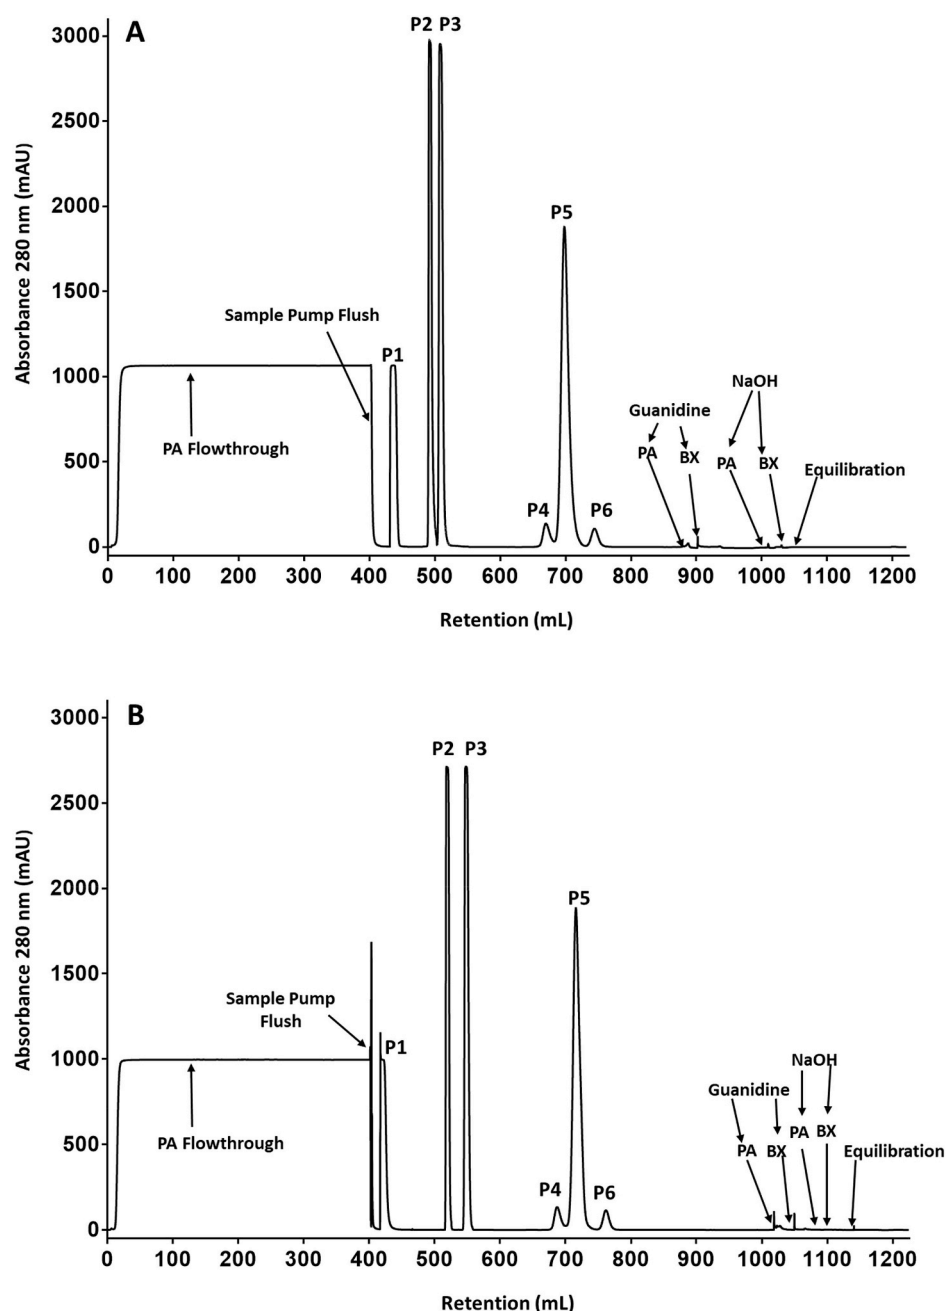 A
P2 P3
3000
2500
2000
1500
1000
500
0
Absorbance 280 nm (mAU)
P5
Sample Pump Flush
P1
PA Flowthrough
NaOH
Guanidine
PA BX
PA BX
Equilibration
P4 P6
0 100 200 300 400 500 600 700 800 900 1000 1100 1200
Retention (mL)
B
P2 P3
3000
2500
2000
1500
1000
500
0
Absorbance 280 nm (mAU)
P5
Sample Pump
Flush
P1
PA Flowthrough
NaOH
Guanidine
PA BX
PA BX
Equilibration
P4 P6
0 100 200 300 400 500 600 700 800 900 1000 1100 1200
Retention (mL)